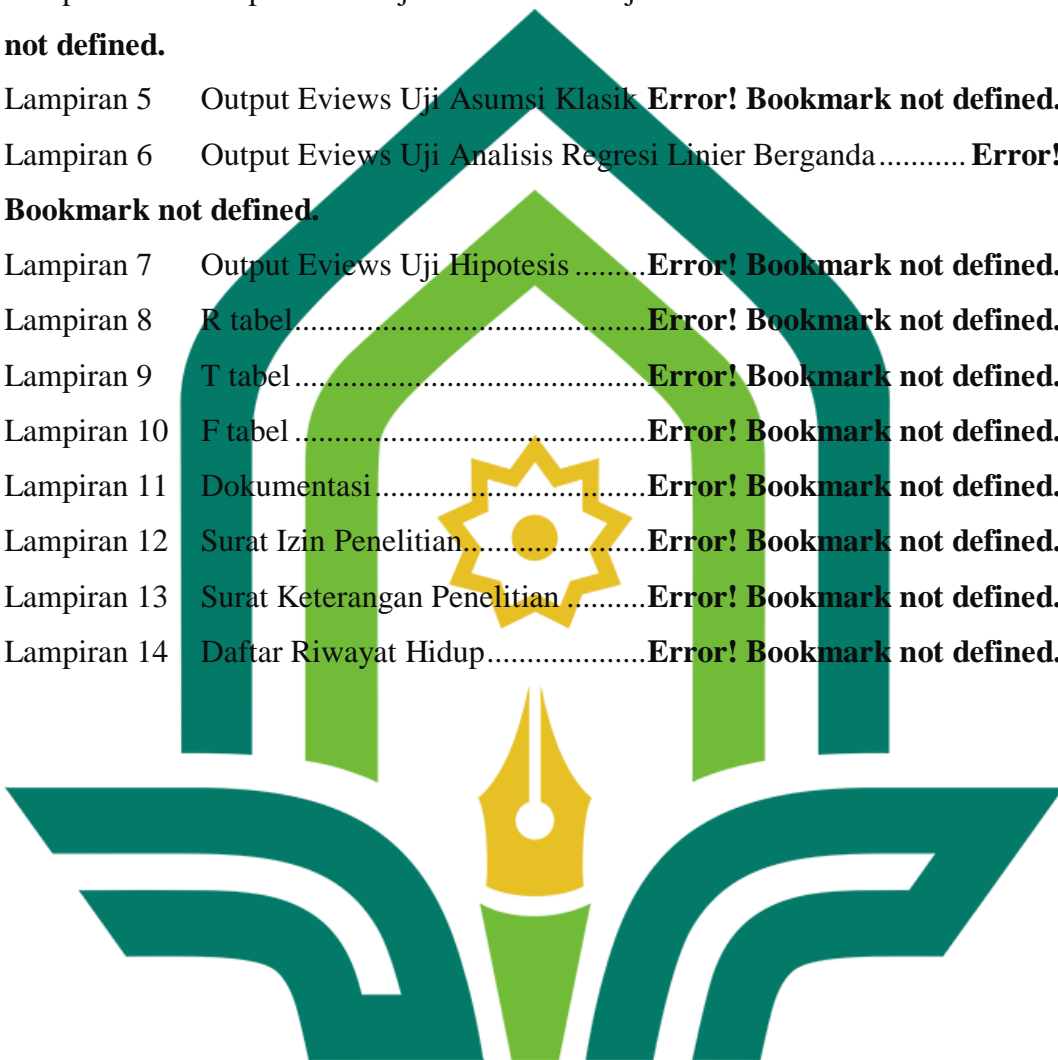 not defined.
Lampiran 5 Output Eviews Uji Asumsi Klasik Error! Bookmark not defined.
Lampiran 6 Output Eviews Uji Analisis Regresi Linier Berganda........... Error!
Bookmark not defined.
Lampiran 7 Output Eviews Uji Hipotesis .........Error! Bookmark not defined.
Lampiran 8 R tabel.........................................Error! Bookmark not defined.
Lampiran 9 T tabel.........................................Error! Bookmark not defined.
Lampiran 10 F tabel ........................................Error! Bookmark not defined.
Lampiran 11 Dokumentasi...............................Error! Bookmark not defined.
Lampiran 12 Surat Izin Penelitian.....................Error! Bookmark not defined.
Lampiran 13 Surat Keterangan Penelitian ..........Error! Bookmark not defined.
Lampiran 14 Daftar Riwayat Hidup...................Error! Bookmark not defined.